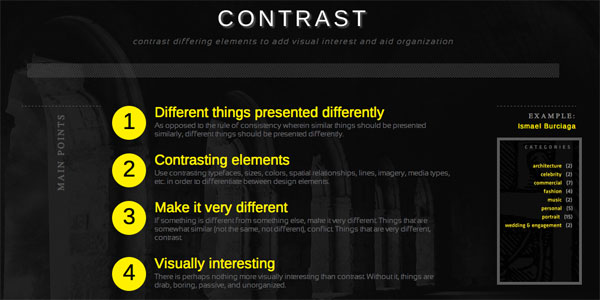 CONTRAST
contrast differing elements to add visual interest and aid organization
MAIN POINTS
1
Different things presented differently
As opposed to the rule of consistency wherein similar things should be presented
similarly, different things should be presented differently.
2
Contrasting elements
Use contrasting typefaces, sizes, colors, spatial relationships, lines, imagery, media types,
etc. in order to differentiate between design elements.
3
Make it very different
If something is different from something else, make it very different. Things that are
somewhat similar (not the same, not different), conflict. Things that are very different,
contrast.
4
Visually interesting
There is perhaps nothing more visually interesting than contrast. Without it, things are
drab, boring, passive, and unorganized.
EXAMPLE:
Ismael Burciaga
CATEGORIES
architecture (2)
celebrity (2)
commercial (7)
fashion (4)
music (2)
personal (5)
portrait (15)
wedding & engagement (2)